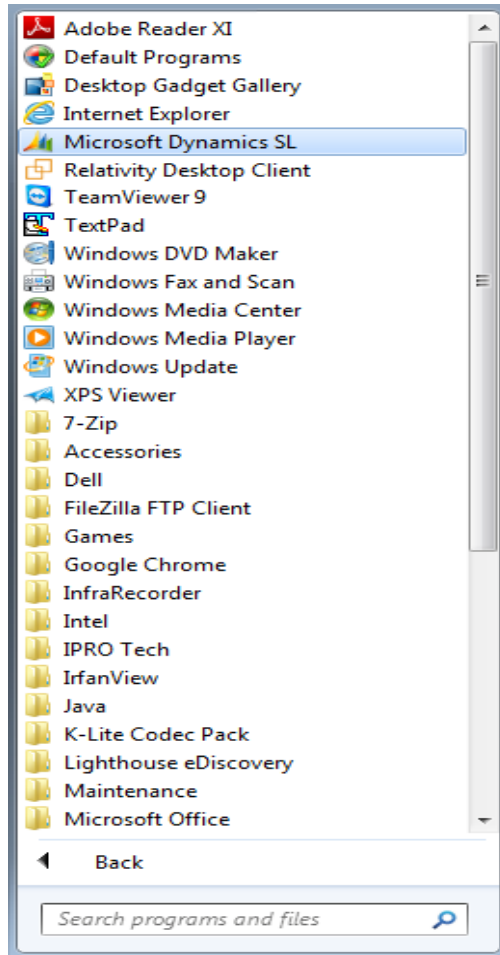 Adobe Reader XI
Default Programs
Desktop Gadget Gallery
Internet Explorer
Microsoft Dynamics SL
Relativity Desktop Client
TeamViewer 9
TextPad
Windows DVD Maker
Windows Fax and Scan
Windows Media Center
Windows Media Player
Windows Update
XPS Viewer
7-Zip
Accessories
Dell
FileZilla FTP Client
Games
Google Chrome
InfraRecorder
Intel
IPRO Tech
IrfanView
Java
K-Lite Codec Pack
Lighthouse eDiscovery
Maintenance
Microsoft Office
Back
Search programs and files